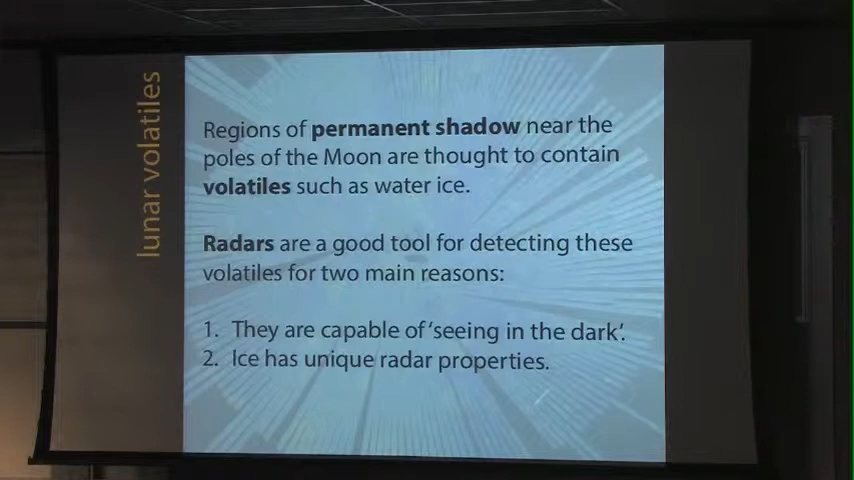 lunar volatiles
Regions of permanent shadow near the
poles of the Moon are thought to contain
volatiles such as water ice.
Radars are a good tool for detecting these
volatiles for two main reasons:
1. They are capable of 'seeing in the dark'.
2. Ice has unique radar properties.